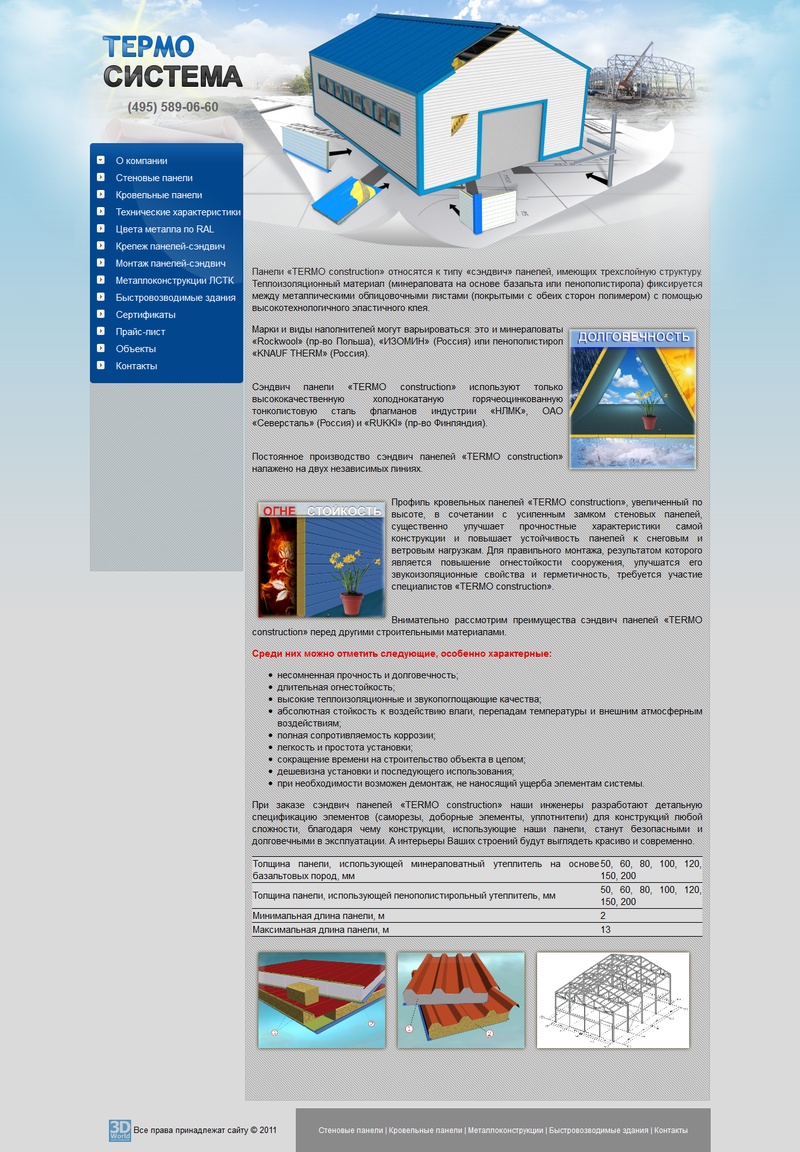 ТЕРМО
СИСТЕМА
(495) 589-06-60
О компании
Стеновые панели
Кровельные панели
Технические характеристики
Цвета металла по RAL
Крепеж панелей-сэндвич
Монтаж панелей-сэндвич
Металлоконструкции ЛСТК
Быстровозводимые здания
Сертификаты
Прайс-лист
Объекты
Контакты
Панели «TERMO construction» относятся к типу «сэндвич» панелей, имеющих трехслойную структуру.
Теплоизоляционный материал (минераловата на основе базальта или пенополистирола) фиксируется
между металлическими облицовочными листами (покрытыми с обеих сторон полимером) с помощью
высокотехнологичного эластичного клея.
Марки и виды наполнителей могут варьироваться: это и минераловаты
«Rockwool» (пр-во Польша), «ИЗОМИН» (Россия) или пенополистирол
«KNAUF THERM» (Россия).
ДОЛГОВЕЧНОСТЬ
Сэндвич панели «TERMO construction» используют только
высококачественную холоднокатаную горячеоцинкованную
тонколистовую сталь флагманов индустрии «НЛМК», ОАО
«Северсталь» (Россия) и «RUKKI» (пр-во Финляндия).
Постоянное производство сэндвич панелей «TERMO construction»
налажено на двух независимых линиях.
ОГНЕ СТОЙКОСТЬ
Профиль кровельных панелей «TERMO construction», увеличенный по
высоте, в сочетании с усиленным замком стеновых панелей,
существенно улучшает прочностные характеристики самой
конструкции и повышает устойчивость панелей к снеговым и
ветровым нагрузкам. Для правильного монтажа, результатом которого
является повышение огнестойкости сооружения, улучшатся его
звукоизоляционные свойства и герметичность, требуется участие
специалистов «TERMO construction».
Внимательно рассмотрим преимущества сэндвич панелей «TERMO
construction» перед другими строительными материалами.
Среди них можно отметить следующие, особенно характерные:
несомненная прочность и долговечность;
длительная огнестойкость;
высокие теплоизоляционные и звукопоглощающие качества;
абсолютная стойкость к воздействию влаги, перепадам температуры и внешним атмосферным
воздействиям;
полная сопротивляемость коррозии;
легкость и простота установки;
сокращение времени на строительство объекта в целом;
дешевизна установки и последующего использования;
при необходимости возможен демонтаж, не наносящий ущерба элементам системы.
При заказе сэндвич панелей «TERMO construction» наши инженеры разработают детальную
спецификацию элементов (саморезы, доборные элементы, уплотнители) для конструкций любой
сложности, благодаря чему конструкции, использующие наши панели, станут безопасными и
долговечными в эксплуатации. А интерьеры Ваших строений будут выглядеть красиво и современно.
Толщина панели, использующей минераловатный утеплитель на основе 50, 60, 80, 100, 120,
базальтовых пород, мм 150, 200
Толщина панели, использующей пенополистирольный утеплитель, мм 50, 60, 80, 100, 120,
150, 200
Минимальная длина панели, м 2
Максимальная длина панели, м 13
3D
World
Все права принадлежат сайту © 2011
Стеновые панели | Кровельные панели | Металлоконструкции | Быстровозводимые здания | Контакты